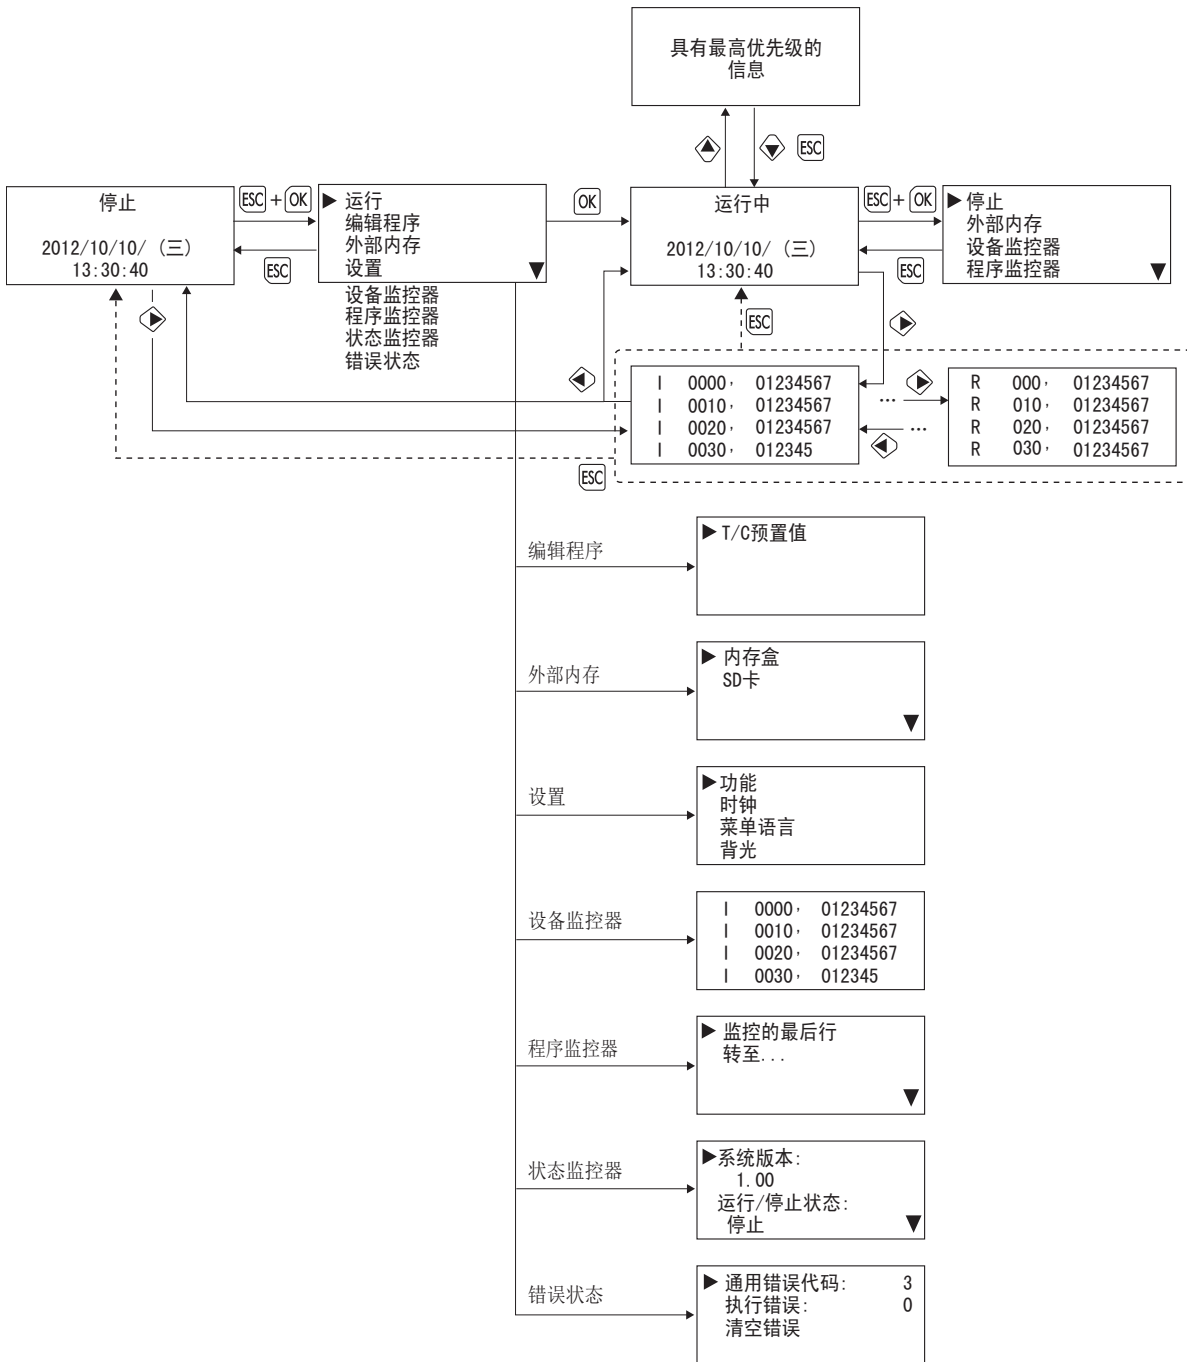 具有最高优先级的
信息
ESC
停止
2012/10/10/（三）
13:30:40
ESC + OK
ESC
运行
编辑程序
外部内存
设置
设备监控器
程序监控器
状态监控器
错误状态
OK
运行中
2012/10/10/（三）
13:30:40
ESC + OK
ESC
停止
外部内存
设备监控器
程序监控器
ESC
I 0000, 01234567
I 0010, 01234567
I 0020, 01234567
I 0030, 012345
...
...
R 000, 01234567
R 010, 01234567
R 020, 01234567
R 030, 01234567
ESC
编辑程序
T/C预置值
外部内存
内存盒
SD卡
设置
功能
时钟
菜单语言
背光
设备监控器
I 0000, 01234567
I 0010, 01234567
I 0020, 01234567
I 0030, 012345
程序监控器
监控的最后行
转至...
状态监控器
系统版本:
1.00
运行/停止状态:
停止
错误状态
通用错误代码: 3
执行错误: 0
清空错误